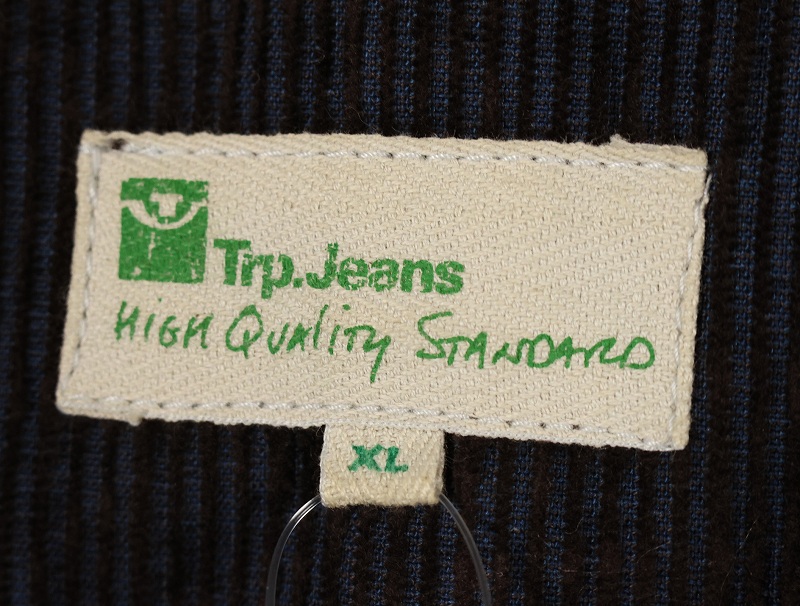 T
Trp.Jeans
HiGH QuAliTy STANDARD
XL